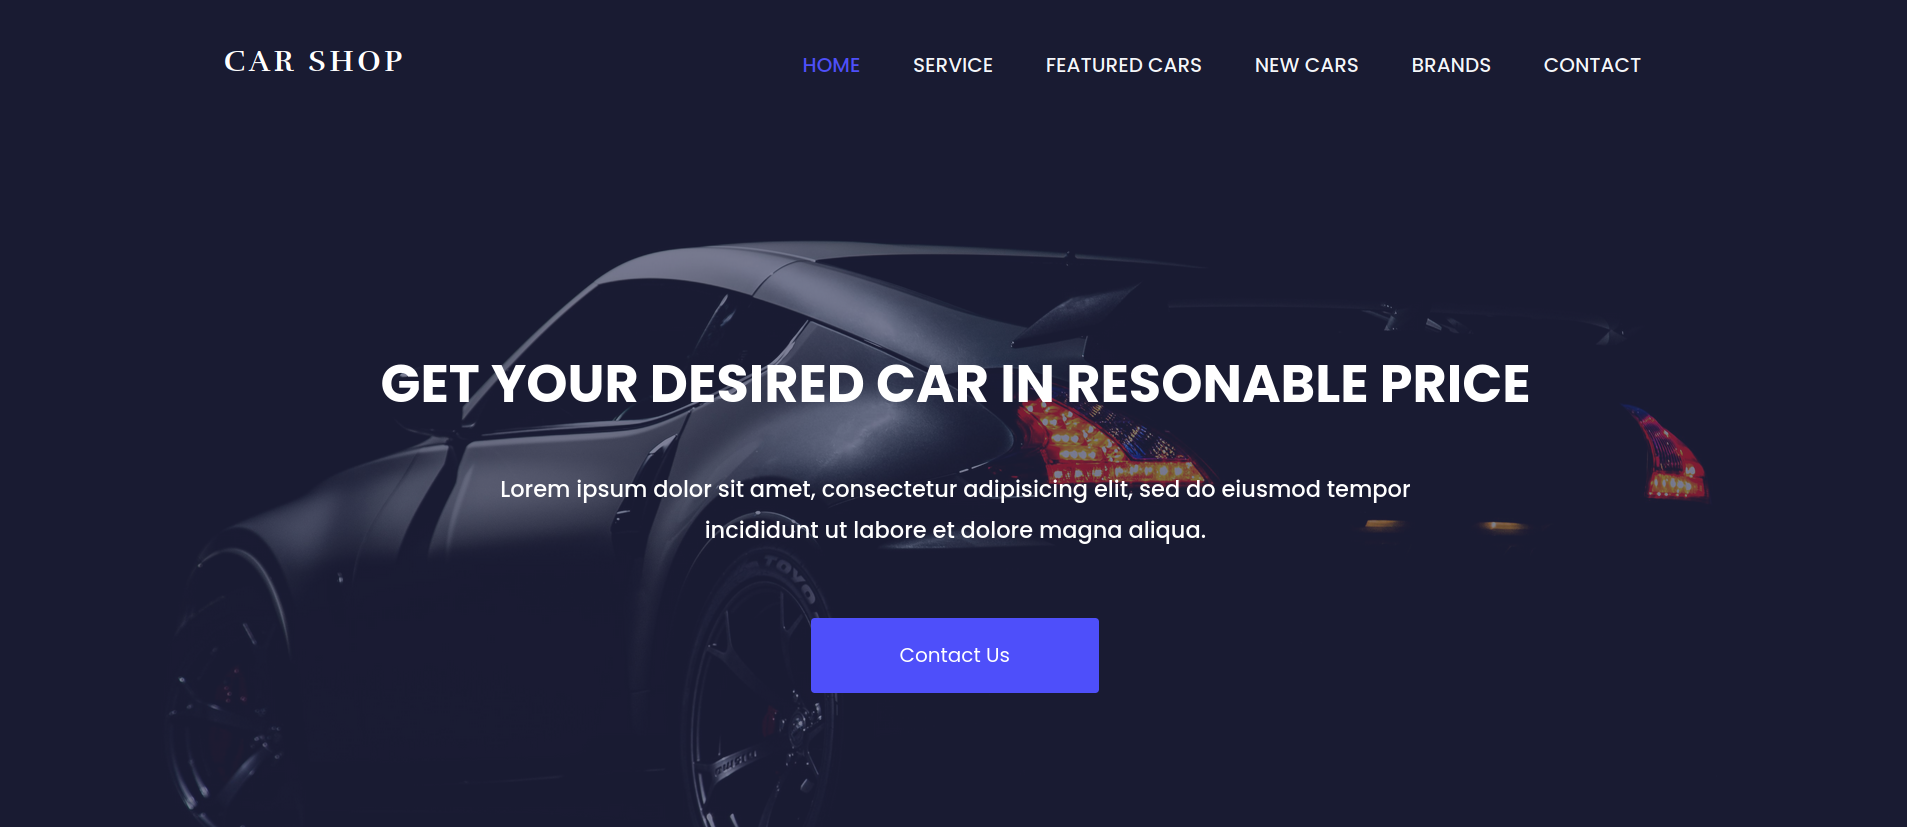 CAR SHOP
HOME SERVICE FEATURED CARS NEW CARS BRANDS CONTACT
GET YOUR DESIRED CAR IN RESONABLE PRICE
Lorem ipsum dolor sit amet, consectetur adipisicing elit, sed do eiusmod tempor
incididunt ut labore et dolore magna aliqua.
TOYO
Contact Us